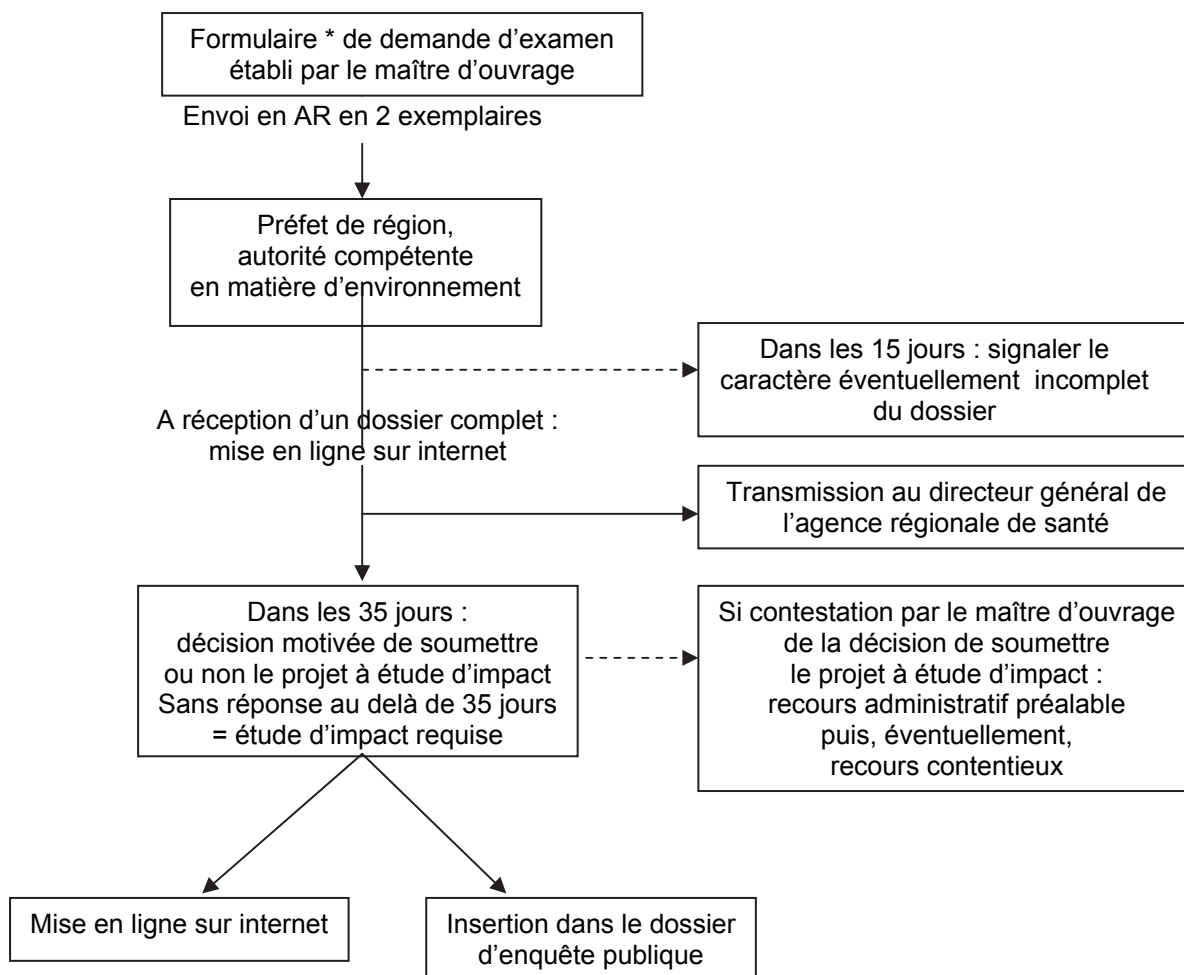 Formulaire * de demande d’examen
établi par le maître d’ouvrage
Envoi en AR en 2 exemplaires
Préfet de région,
autorité compétente
en matière d’environnement
Dans les 15 jours : signaler le
caractère éventuellement incomplet
du dossier
A réception d’un dossier complet :
mise en ligne sur internet
Transmission au directeur général de
l’agence régionale de santé
Dans les 35 jours :
décision motivée de soumettre
ou non le projet à étude d’impact
Sans réponse au delà de 35 jours
= étude d’impact requise
Si contestation par le maître d’ouvrage
de la décision de soumettre
le projet à étude d’impact :
recours administratif préalable
puis, éventuellement,
recours contentieux
Mise en ligne sur internet
Insertion dans le dossier
d’enquête publique